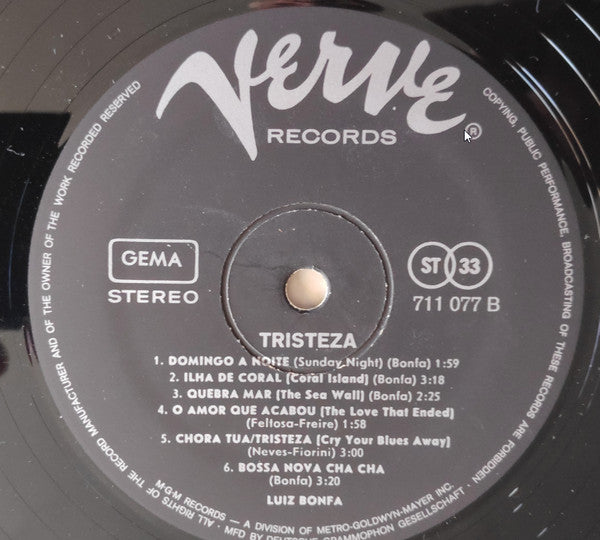 Verve
RECORDS ®
GEMA
STEREO
ST 33
711 077 B
TRISTEZA
1. DOMINGO A NOITE (Sunday Night) (Bonfa) 1:59
2. ILHA DE CORAL (Coral Island) (Bonfa) 3:18
3. QUEBRA MAR (The Sea Wall) (Bonfa) 2:25
4. O AMOR QUE ACABOU (The Love That Ended)
(Feitosa-Freire) 1:58
5. CHORA TUA/TRISTEZA (Cry Your Blues Away)
(Neves-Fiorini) 3:00
6. BOSSA NOVA CHA CHA
(Bonfa) 3:20
LUIZ BONFA
M-G-M RECORDS — A DIVISION OF METRO-GOLDWYN-MAYER INC.
ALL RIGHTS OF THE RECORD MANUFACTURER AND OF THE OWNER OF THE WORK RECORDED RESERVED
COPYING, PUBLIC PERFORMANCE, BROADCASTING OF THESE RECORDS ARE FORBIDDEN
MFD BY DEUTSCHE GRAMMOPHON GESELLSCHAFT